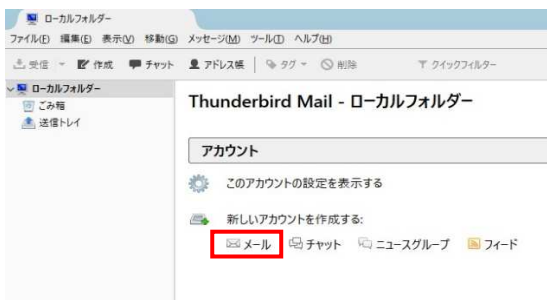 ローカルフォルダー
ファイル(F) 編集(E) 表示(V) 移動(G) メッセージ(M) ツール(T) ヘルプ(H)
受信 作成 チャット アドレス帳 タグ 削除 クイックフィルター
ローカルフォルダー
ごみ箱
送信トレイ
Thunderbird Mail - ローカルフォルダー
アカウント
このアカウントの設定を表示する
新しいアカウントを作成する:
メール チャット ニュースグループ フィード